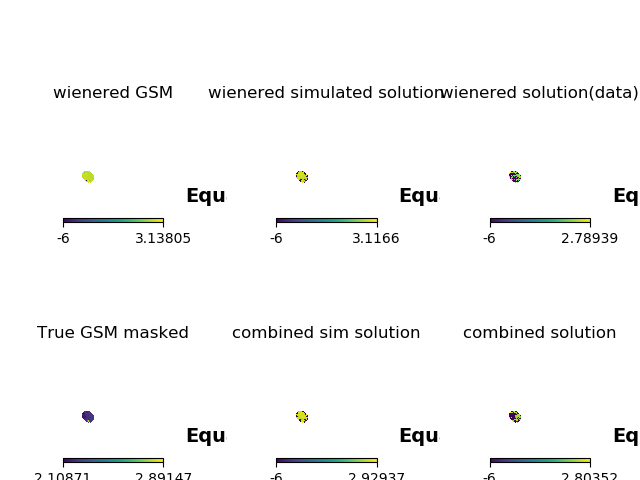 wienered GSM
wienered simulated solution
wienered solution(data)
Equ
Equ
Eq
-6 3.13805
-6 3.1166
-6 2.78939
True GSM masked
combined sim solution
combined solution
Equ
Equ
Eq
2.10871 2.89147
-6 2.92937
-6 2.80352